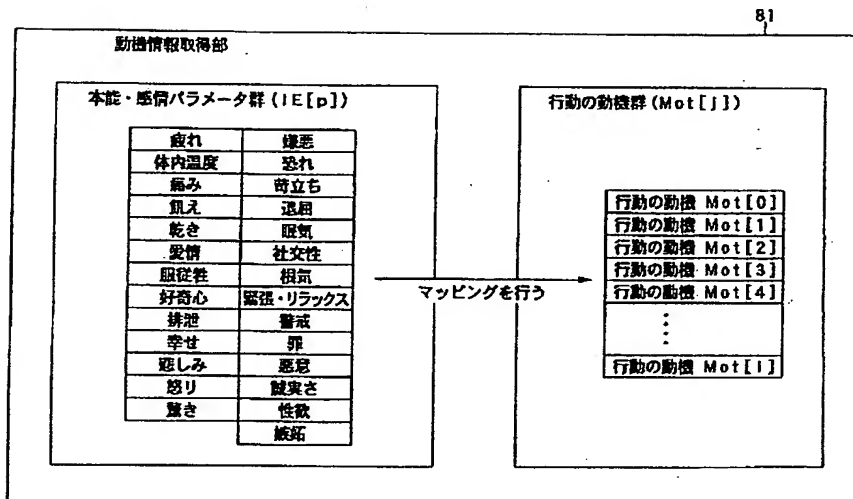 81
動機情報取得部
本能・感情パラメータ群(IE[p])
疲れ
体内温度
痛み
飢え
乾き
愛情
服従性
好奇心
排泄
幸せ
悲しみ
怒り
驚き
嫌悪
恐れ
苛立ち
退屈
眠気
社交性
根気
緊張・リラックス
警戒
罪
悪意
誠実さ
性欲
嫉妬
マッピングを行う
行動の動機群(Mot[j])
行動の動機 Mot[0]
行動の動機 Mot[1]
行動の動機 Mot[2]
行動の動機 Mot[3]
行動の動機 Mot[4]
行動の動機 Mot[i]